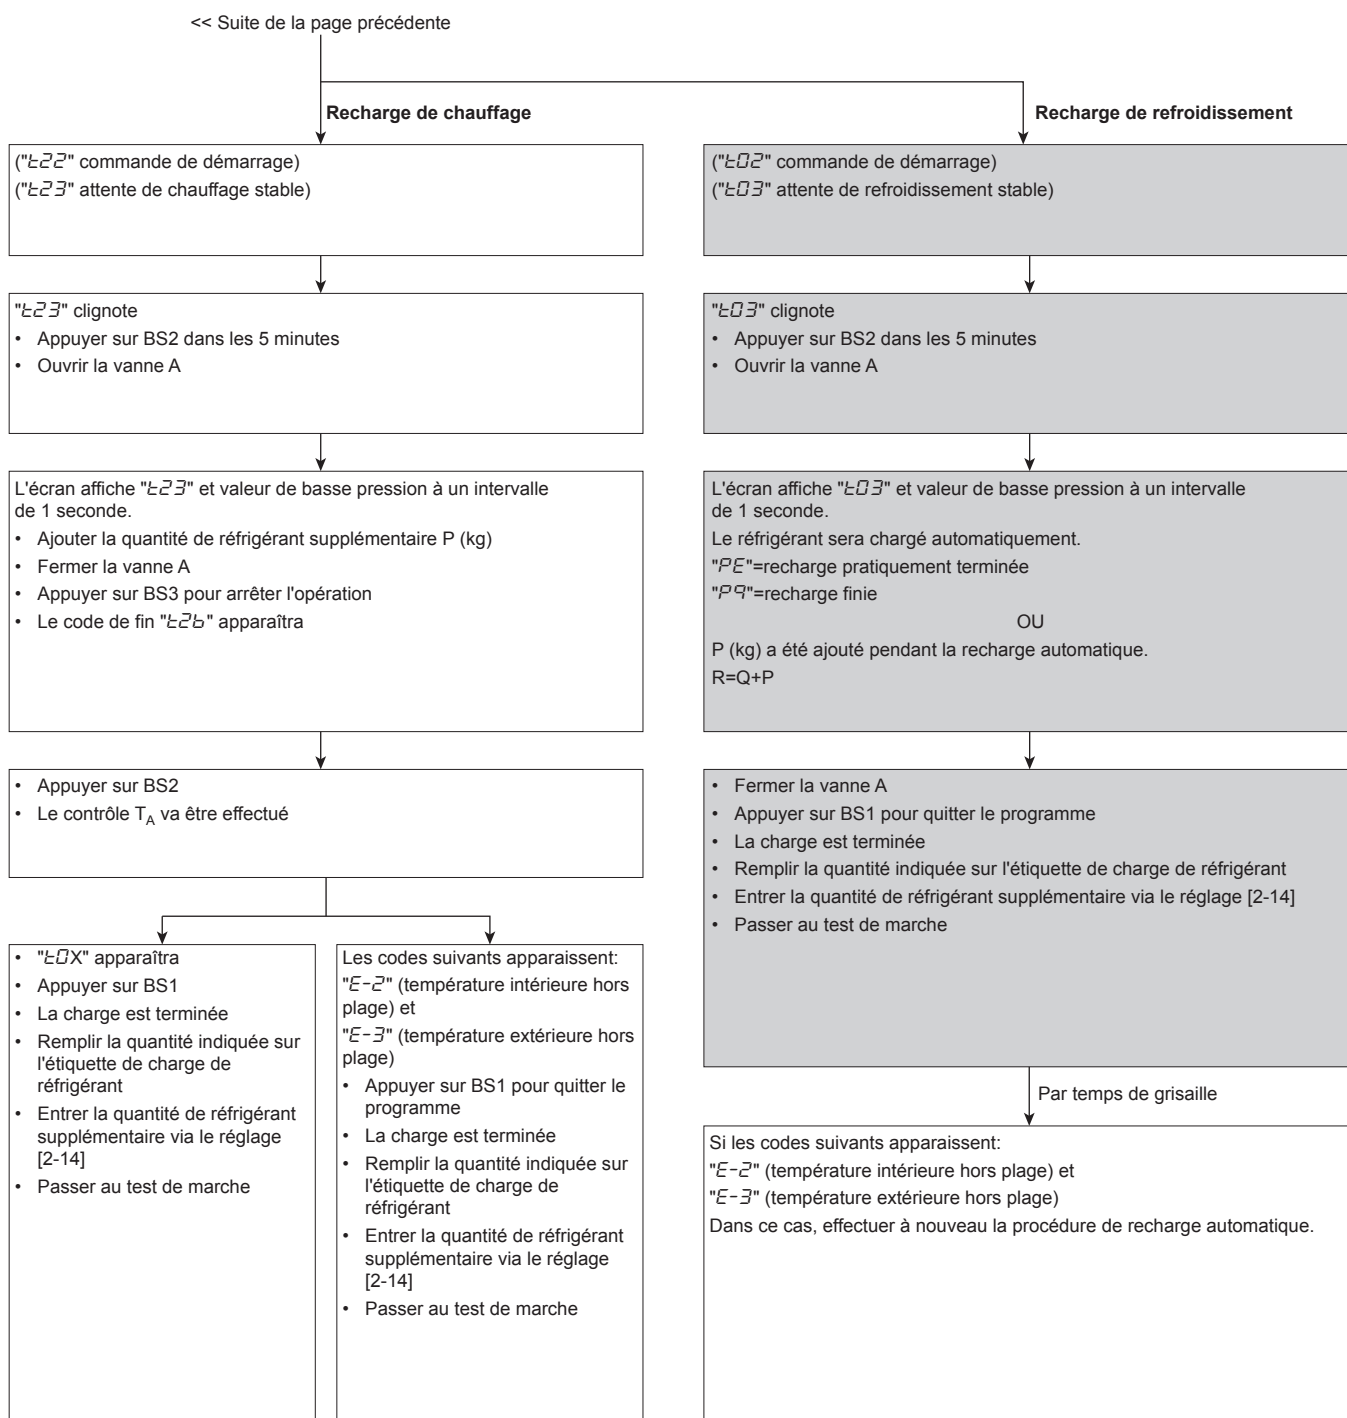 << Suite de la page précédente
Recharge de chauffage
Recharge de refroidissement
("t22" commande de démarrage)
("t23" attente de chauffage stable)
("t02" commande de démarrage)
("t03" attente de refroidissement stable)
"t23" clignote
• Appuyer sur BS2 dans les 5 minutes
• Ouvrir la vanne A
"t03" clignote
• Appuyer sur BS2 dans les 5 minutes
• Ouvrir la vanne A
L'écran affiche "t23" et valeur de basse pression à un intervalle
de 1 seconde.
• Ajouter la quantité de réfrigérant supplémentaire P (kg)
• Fermer la vanne A
• Appuyer sur BS3 pour arrêter l'opération
• Le code de fin "t2b" apparaîtra
L'écran affiche "t03" et valeur de basse pression à un intervalle
de 1 seconde.
Le réfrigérant sera chargé automatiquement.
"PE"=recharge pratiquement terminée
"P9"=recharge finie
OU
P (kg) a été ajouté pendant la recharge automatique.
R=Q+P
• Appuyer sur BS2
• Le contrôle TA va être effectué
• Fermer la vanne A
• Appuyer sur BS1 pour quitter le programme
• La charge est terminée
• Remplir la quantité indiquée sur l'étiquette de charge de réfrigérant
• Entrer la quantité de réfrigérant supplémentaire via le réglage [2-14]
• Passer au test de marche
• "t0X" apparaîtra
• Appuyer sur BS1
• La charge est terminée
• Remplir la quantité indiquée sur
l'étiquette de charge de
réfrigérant
• Entrer la quantité de réfrigérant
supplémentaire via le réglage
[2-14]
• Passer au test de marche
Les codes suivants apparaissent:
"E-2" (température intérieure hors
plage) et
"E-3" (température extérieure hors
plage)
• Appuyer sur BS1 pour quitter le
programme
• La charge est terminée
• Remplir la quantité indiquée sur
l'étiquette de charge de
réfrigérant
• Entrer la quantité de réfrigérant
supplémentaire via le réglage
[2-14]
• Passer au test de marche
Par temps de grisaille
Si les codes suivants apparaissent:
"E-2" (température intérieure hors plage) et
"E-3" (température extérieure hors plage)
Dans ce cas, effectuer à nouveau la procédure de recharge automatique.